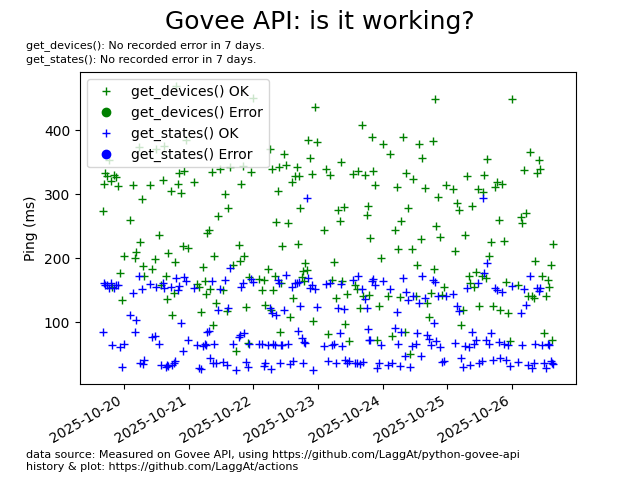 Govee API: is it working?
get_devices(): No recorded error in 7 days.
get_states(): No recorded error in 7 days.
get_devices() OK
get_devices() Error
get_states() OK
get_states() Error
Ping (ms)
400
300
200
100
2025-10-20
2025-10-21
2025-10-22
2025-10-23
2025-10-24
2025-10-25
2025-10-26
data source: Measured on Govee API, using https://github.com/LaggAt/python-govee-api
history & plot: https://github.com/LaggAt/actions